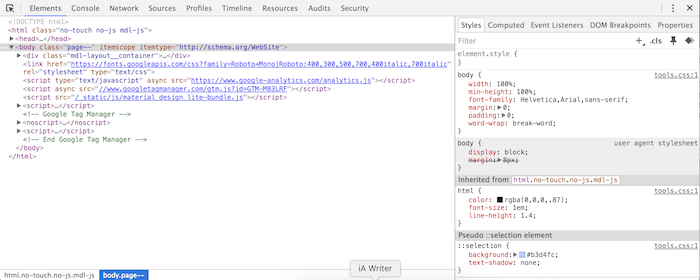 Elements Console Sources Network Timeline Profiles Application Security Audits
<!DOCTYPE html>
<html class="no-touch no-js mdl-js">
<head>…</head>
<body class="page--" itemscope itemtype="http://schema.org/WebSite">
<div class="mdl-layout__container">…</div>
<link href="https://fonts.googleapis.com/css?family=Roboto+Mono|Roboto:400,300,500,700,400italic,700italic"
rel="stylesheet" type="text/css">
<script type="text/javascript" async src="https://www.google-analytics.com/analytics.js"></script>
<script async src="//www.googletagmanager.com/gtm.js?id=GTM-MB3LRF"></script>
<script src="/_static/js/material_design_lite-bundle.js"></script>
<script>…</script>
<!-- Google Tag Manager -->
<noscript>…</noscript>
<script>…</script>
<!-- End Google Tag Manager -->
</body>
</html>
html.no-touch.no-js.mdl-js body.page--
iA Writer
Styles Computed Event Listeners DOM Breakpoints Properties
Filter + .cls
element.style {
}
body { tools.css:1
width: 100%;
min-height: 100%;
font-family: Helvetica,Arial,sans-serif;
margin: 0;
padding: 0;
word-wrap: break-word;
}
body { user agent stylesheet
display: block;
margin: 8px;
}
Inherited from html.no-touch.no-js.mdl-js
html { tools.css:1
color: rgba(0,0,0,.87);
font-size: 1em;
line-height: 1.4;
}
Pseudo ::selection element
::selection { tools.css:1
background: #b3d4fc;
text-shadow: none;
}